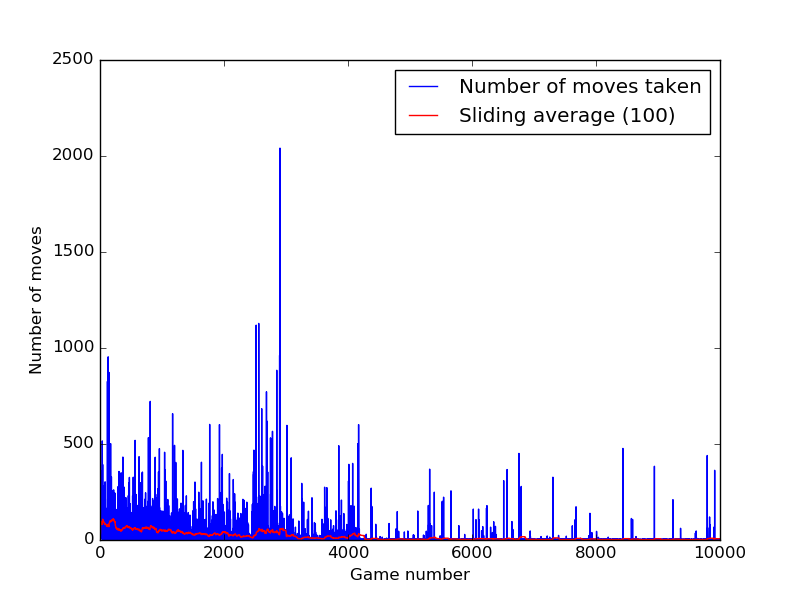 2500
2000
1500
1000
500
0
Number of moves
Number of moves taken
Sliding average (100)
0 2000 4000 6000 8000 10000
Game number